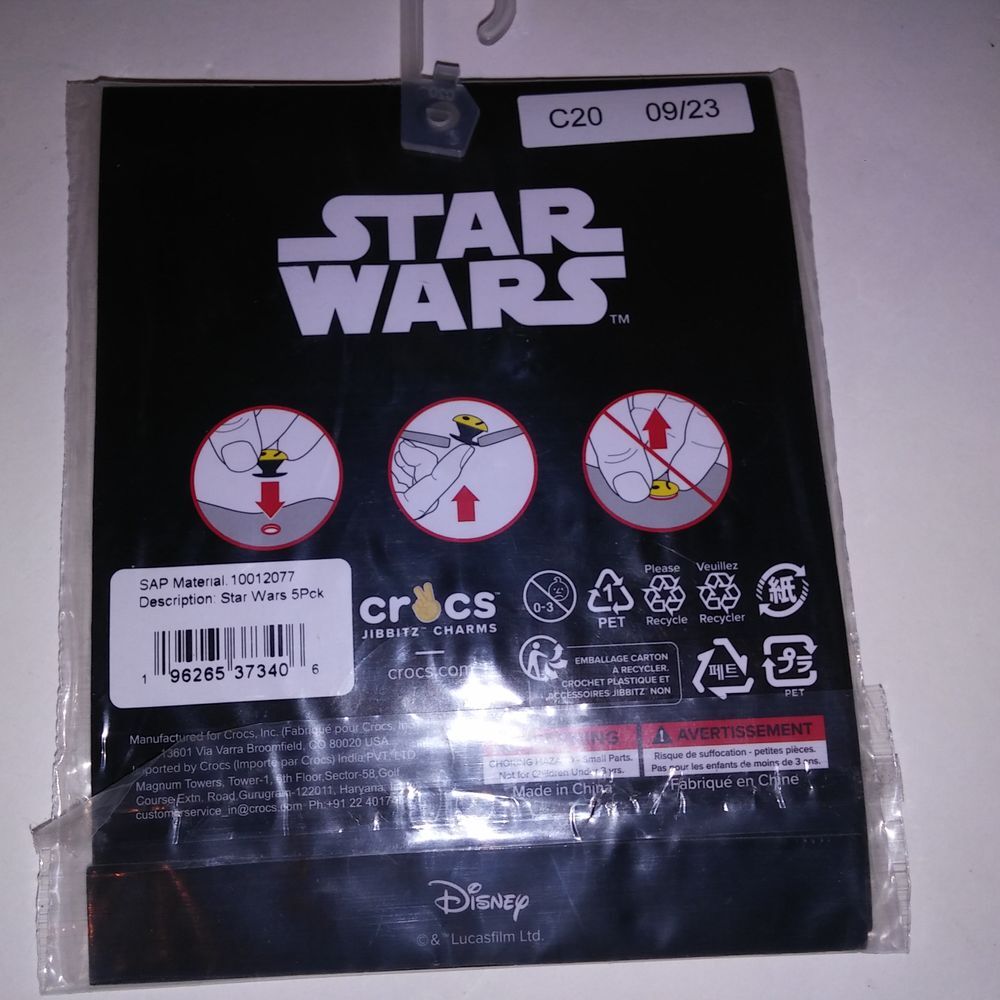 C20 09/23
STAR
WARS™
SAP Material. 10012077
Description: Star Wars 5Pck
1 96265 37340 6
crocs™
JIBBITZ™ CHARMS
crocs.com
0-3
1
PET
Please
Recycle
Veuillez
Recycler
紙
EMBALLAGE CARTON
À RECYCLER.
CROCHET PLASTIQUE ET
ACCESSOIRES JIBBITZ™ NON
페트
プラ
PET
Manufactured for Crocs, Inc. (Fabriqué pour Crocs,
13601 Via Varra Broomfield, CO 80020 USA
Imported by Crocs (Importé par Crocs) India PVT.LTD
Magnum Towers, Tower-1, Floor,Sector-58,Golf
Course Extn. Road,Gurugram-122011, Haryana
customerservice_in@crocs.com Ph:+91 22 4017
WARNING
CHOKING HAZARD - Small Parts.
Not for Children Under yrs.
Made in China
AVERTISSEMENT
Risque de suffocation - petites pièces.
Pas pour les enfants de moins de 3 ans.
Fabriqué en Chine
Disney
© & ™ Lucasfilm Ltd.